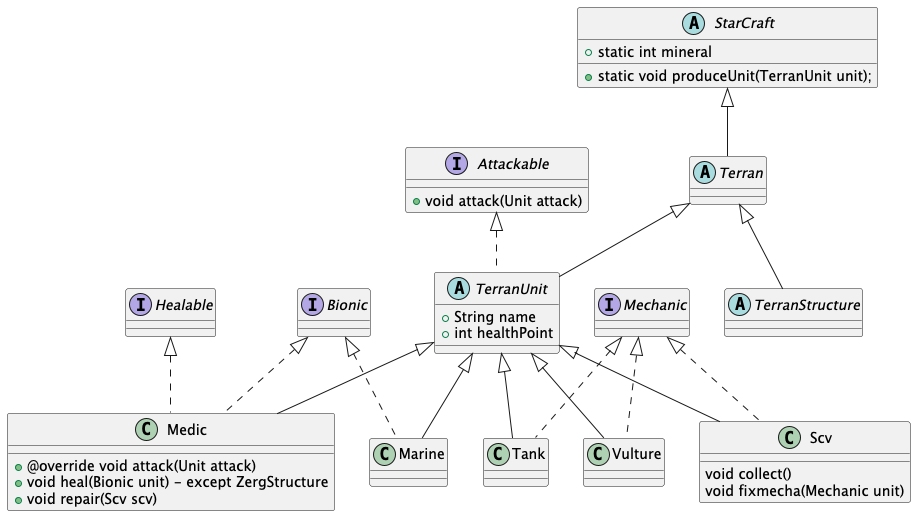 A StarCraft
static int mineral
static void produceUnit(TerranUnit unit);
I Attackable
void attack(Unit attack)
A Terran
I Healable
I Bionic
A TerranUnit
String name
int healthPoint
I Mechanic
A TerranStructure
C Medic
@override void attack(Unit attack)
void heal(Bionic unit) - except ZergStructure
void repair(Scv scv)
C Marine
C Tank
C Vulture
C Scv
void collect()
void fixmecha(Mechanic unit)